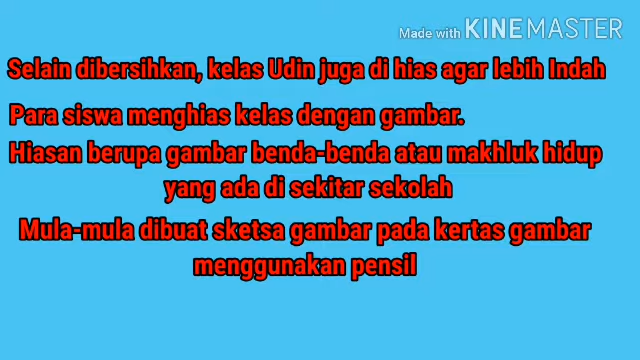 Made with KINEMASTER
Selain dibersihkan, kelas Udin juga di hias agar lebih Indah
Para siswa menghias kelas dengan gambar.
Hiasan berupa gambar benda-benda atau makhluk hidup
yang ada di sekitar sekolah
Mula-mula dibuat sketsa gambar pada kertas gambar
menggunakan pensil